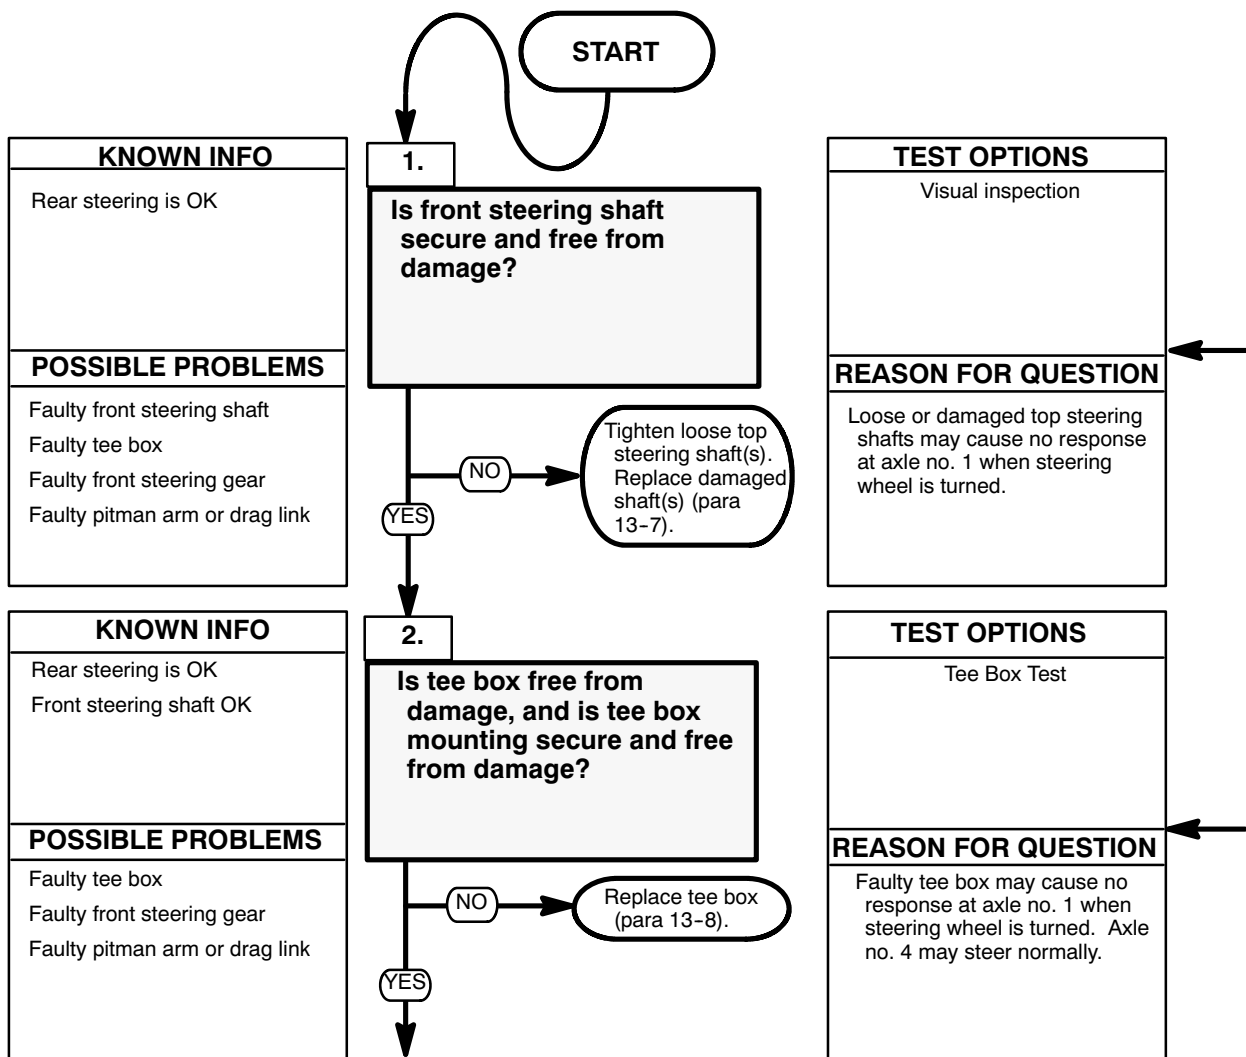 START
KNOWN INFO
Rear steering is OK
POSSIBLE PROBLEMS
Faulty front steering shaft
Faulty tee box
Faulty front steering gear
Faulty pitman arm or drag link
1.
Is front steering shaft
secure and free from
damage?
NO
Tighten loose top
steering shaft(s).
Replace damaged
shaft(s) (para
13-7).
YES
TEST OPTIONS
Visual inspection
REASON FOR QUESTION
Loose or damaged top steering
shafts may cause no response
at axle no. 1 when steering
wheel is turned.
KNOWN INFO
Rear steering is OK
Front steering shaft OK
POSSIBLE PROBLEMS
Faulty tee box
Faulty front steering gear
Faulty pitman arm or drag link
2.
Is tee box free from
damage, and is tee box
mounting secure and free
from damage?
NO
Replace tee box
(para 13-8).
YES
TEST OPTIONS
Tee Box Test
REASON FOR QUESTION
Faulty tee box may cause no
response at axle no. 1 when
steering wheel is turned. Axle
no. 4 may steer normally.